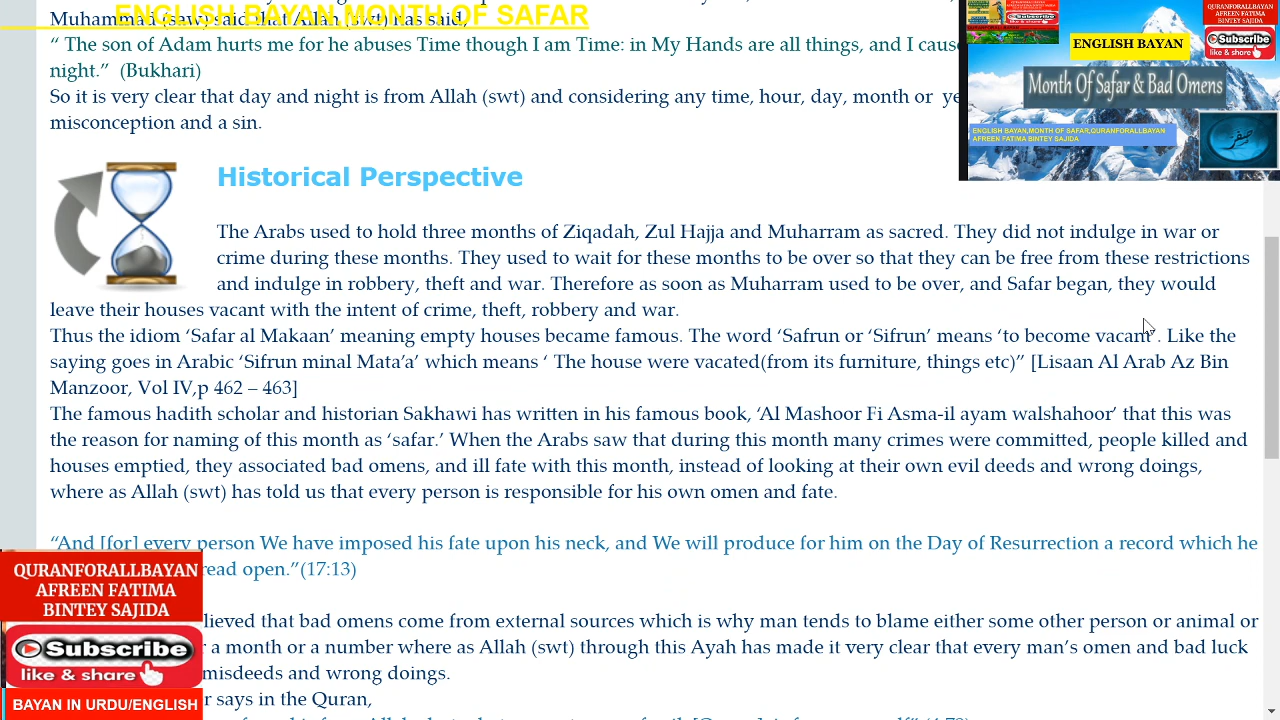 Muhammad (saw) said that Allah (swt) has said,
ENGLISH BAYAN,MONTH OF SAFAR
“ The son of Adam hurts me for he abuses Time though I am Time: in My Hands are all things, and I cause
night.” (Bukhari)
So it is very clear that day and night is from Allah (swt) and considering any time, hour, day, month or ye
misconception and a sin.
QURANFORALLBAYAN
AFREEN FATIMA
BINTEY SAJIDA
Subscribe
like & share
ENGLISH BAYAN
Month Of Safar & Bad Omens
ENGLISH BAYAN,MONTH OF SAFAR,QURANFORALLBAYAN
AFREEN FATIMA BINTEY SAJIDA
صفر
Historical Perspective
The Arabs used to hold three months of Ziqadah, Zul Hajja and Muharram as sacred. They did not indulge in war or
crime during these months. They used to wait for these months to be over so that they can be free from these restrictions
and indulge in robbery, theft and war. Therefore as soon as Muharram used to be over, and Safar began, they would
leave their houses vacant with the intent of crime, theft, robbery and war.
Thus the idiom ‘Safar al Makaan’ meaning empty houses became famous. The word ‘Safrun or ‘Sifrun’ means ‘to become vacant’. Like the
saying goes in Arabic ‘Sifrun minal Mata’a’ which means ‘ The house were vacated(from its furniture, things etc)” [Lisaan Al Arab Az Bin
Manzoor, Vol IV,p 462 – 463]
The famous hadith scholar and historian Sakhawi has written in his famous book, ‘Al Mashoor Fi Asma-il ayam walshahoor’ that this was
the reason for naming of this month as ‘safar.’ When the Arabs saw that during this month many crimes were committed, people killed and
houses emptied, they associated bad omens, and ill fate with this month, instead of looking at their own evil deeds and wrong doings,
where as Allah (swt) has told us that every person is responsible for his own omen and fate.
“And [for] every person We have imposed his fate upon his neck, and We will produce for him on the Day of Resurrection a record which he
read open.”(17:13)
lieved that bad omens come from external sources which is why man tends to blame either some other person or animal or
r a month or a number where as Allah (swt) through this Ayah has made it very clear that every man’s omen and bad luck
misdeeds and wrong doings.
r says in the Quran,
QURANFORALLBAYAN
AFREEN FATIMA
BINTEY SAJIDA
Subscribe
like & share
BAYAN IN URDU/ENGLISH